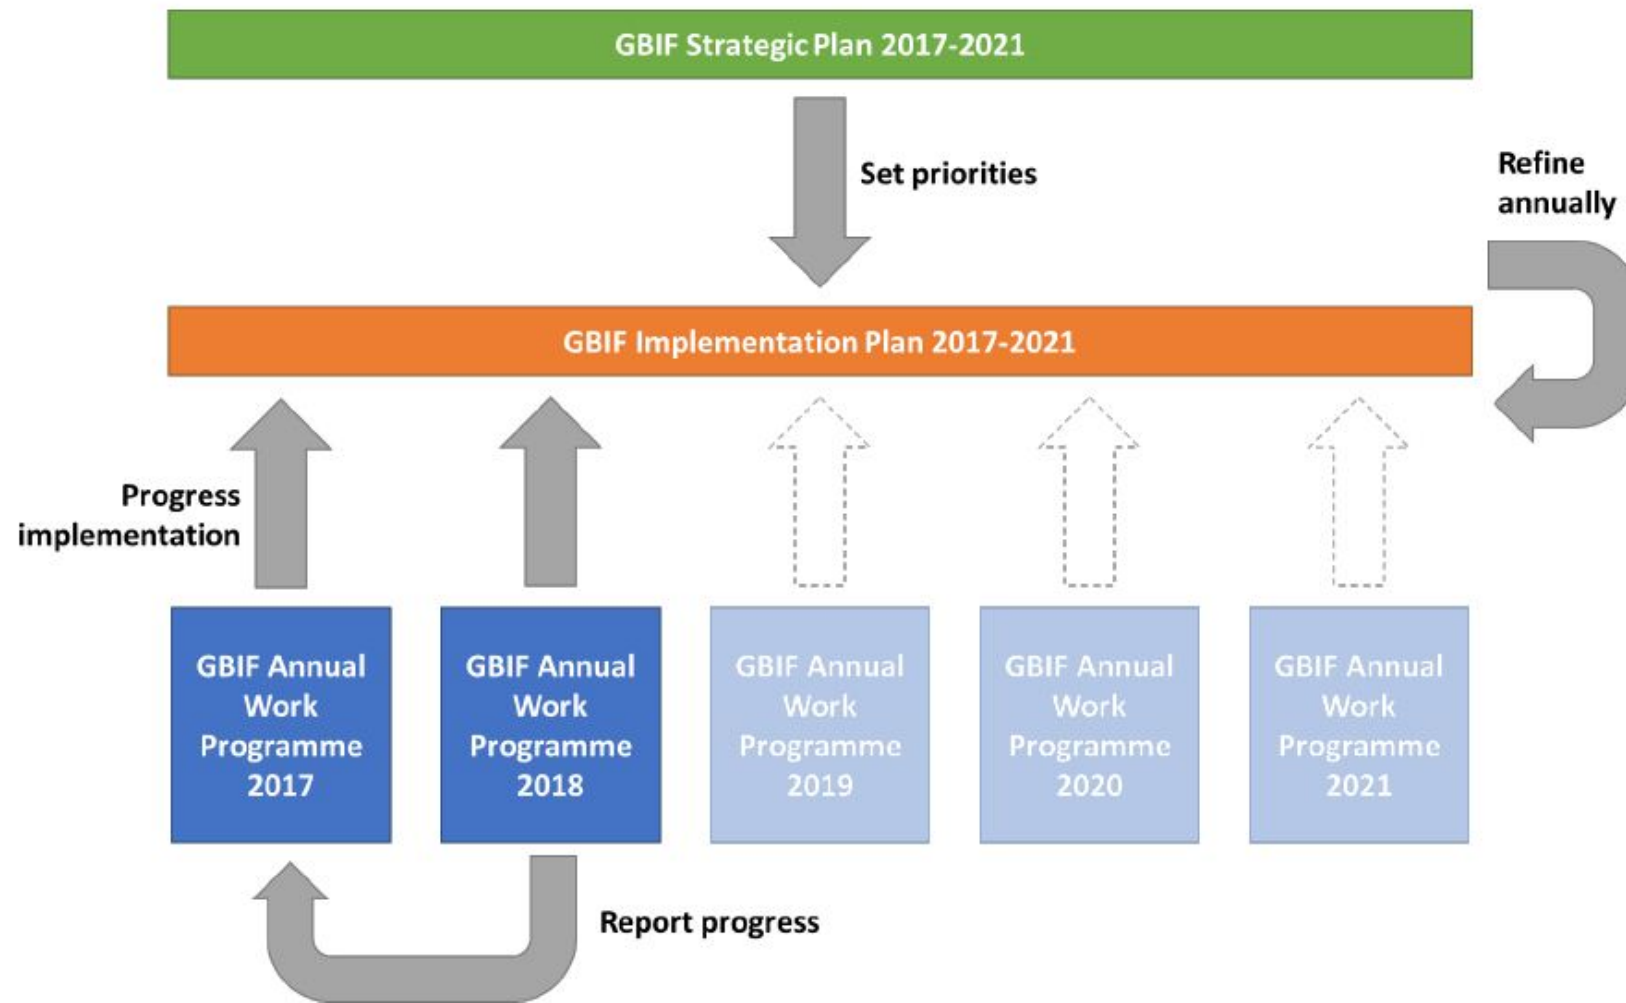 GBIF Strategic Plan 2017-2021
Set priorities
Refine
annually
GBIF Implementation Plan 2017-2021
Progress
implementation
GBIF Annual
Work
Programme
2017
GBIF Annual
Work
Programme
2018
GBIF Annual
Work
Programme
2019
GBIF Annual
Work
Programme
2020
GBIF Annual
Work
Programme
2021
Report progress